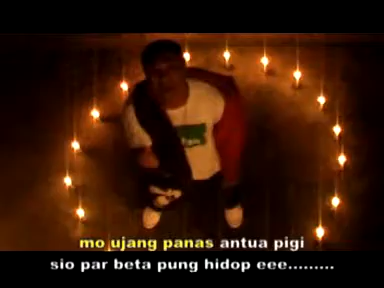 mo ujang panas antua pigi
sio par beta pung hidop eee.........